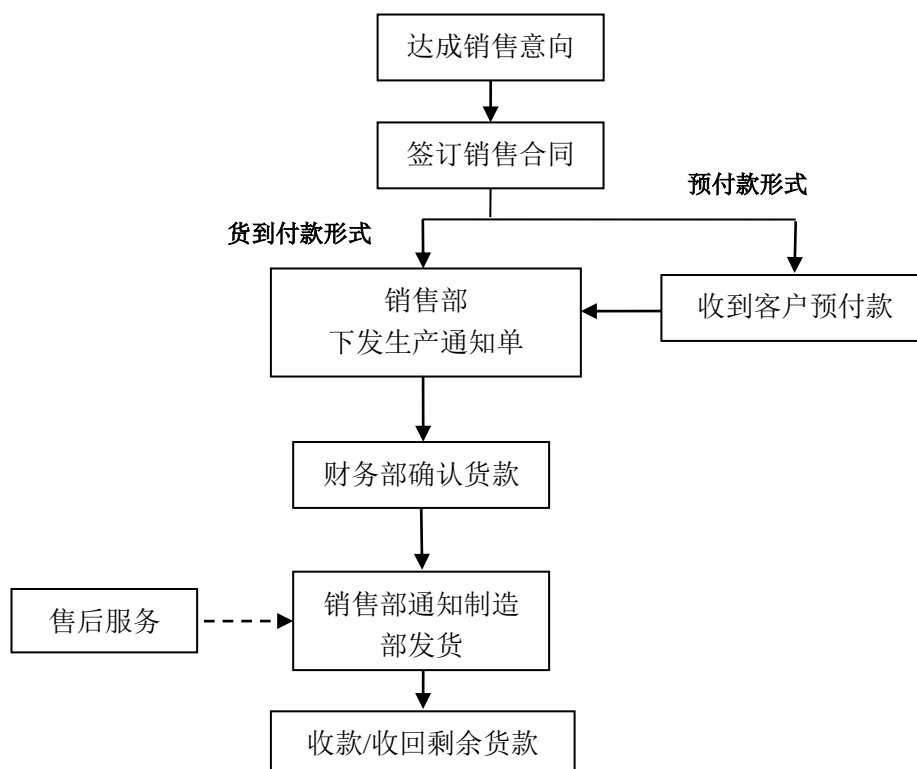 达成销售意向
签订销售合同
预付款形式
货到付款形式
销售部
下发生产通知单
收到客户预付款
财务部确认货款
售后服务
销售部通知制造
部发货
收款/收回剩余货款